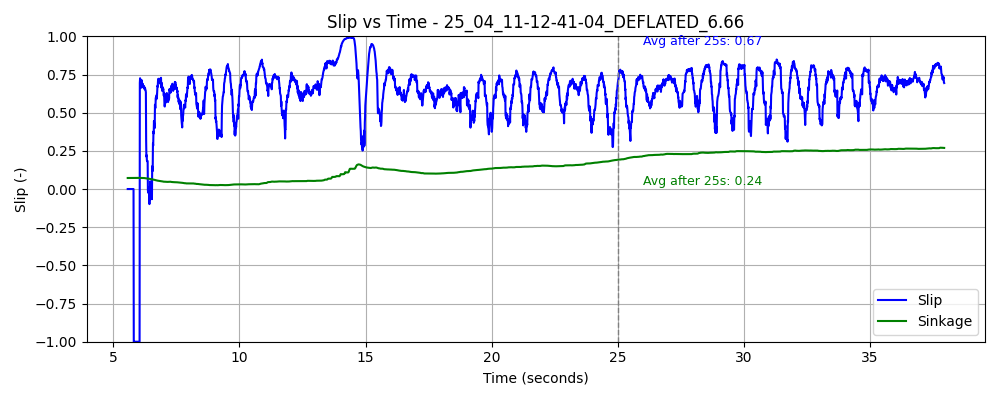 Slip vs Time - 25_04_11-12-41-04_DEFLATED_6.66
Avg after 25s: 0.67
Avg after 25s: 0.24
1.00
0.75
0.50
0.25
0.00
−0.25
−0.50
−0.75
−1.00
Slip (-)
5
10
15
20
25
30
35
Time (seconds)
Slip
Sinkage